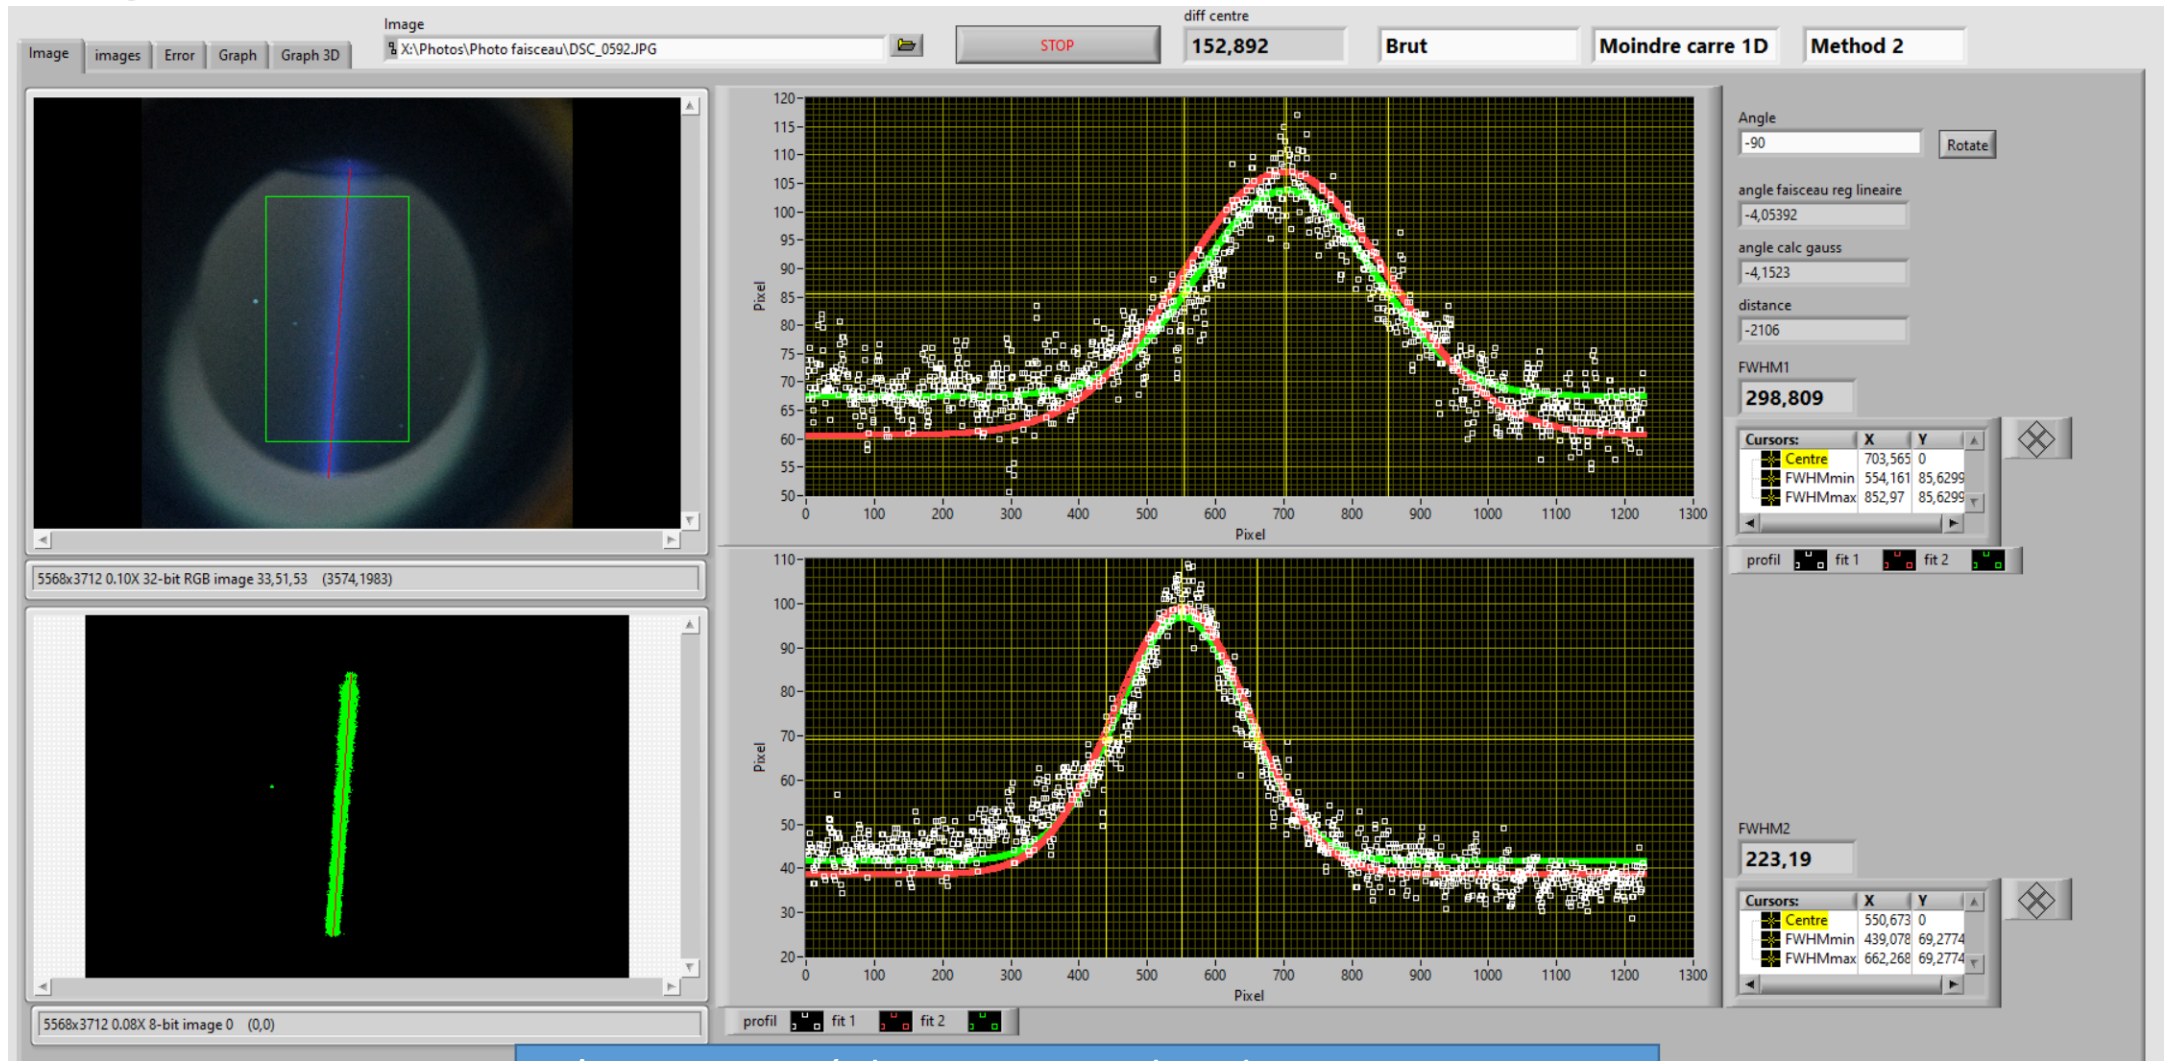 Image
diff centre
Image images Error Graph Graph 3D
X:\Photos\Photo faisceau\DSC_0592.JPG
STOP
152,892
Brut
Moindre carre 1D
Method 2
120
115
110
105
100
95
90
85
80
75
70
65
60
55
50
Pixel
0 100 200 300 400 500 600 700 800 900 1000 1100 1200 1300
Pixel
Angle
-90
Rotate
angle faisceau reg lineaire
-4,05392
angle calc gauss
-4,1523
distance
-2106
FWHM1
298,809
Cursors: X Y
Centre 703,565 0
FWHMmin 554,161 85,6299
FWHMmax 852,97 85,6299
profil fit 1 fit 2
5568x3712 0.10X 32-bit RGB image 33,51,53 (3574,1983)
110
100
90
80
70
60
50
40
30
20
Pixel
0 100 200 300 400 500 600 700 800 900 1000 1100 1200 1300
Pixel
FWHM2
223,19
Cursors: X Y
Centre 550,673 0
FWHMmin 439,078 69,2774
FWHMmax 662,268 69,2774
5568x3712 0.08X 8-bit image 0 (0,0)
profil fit 1 fit 2